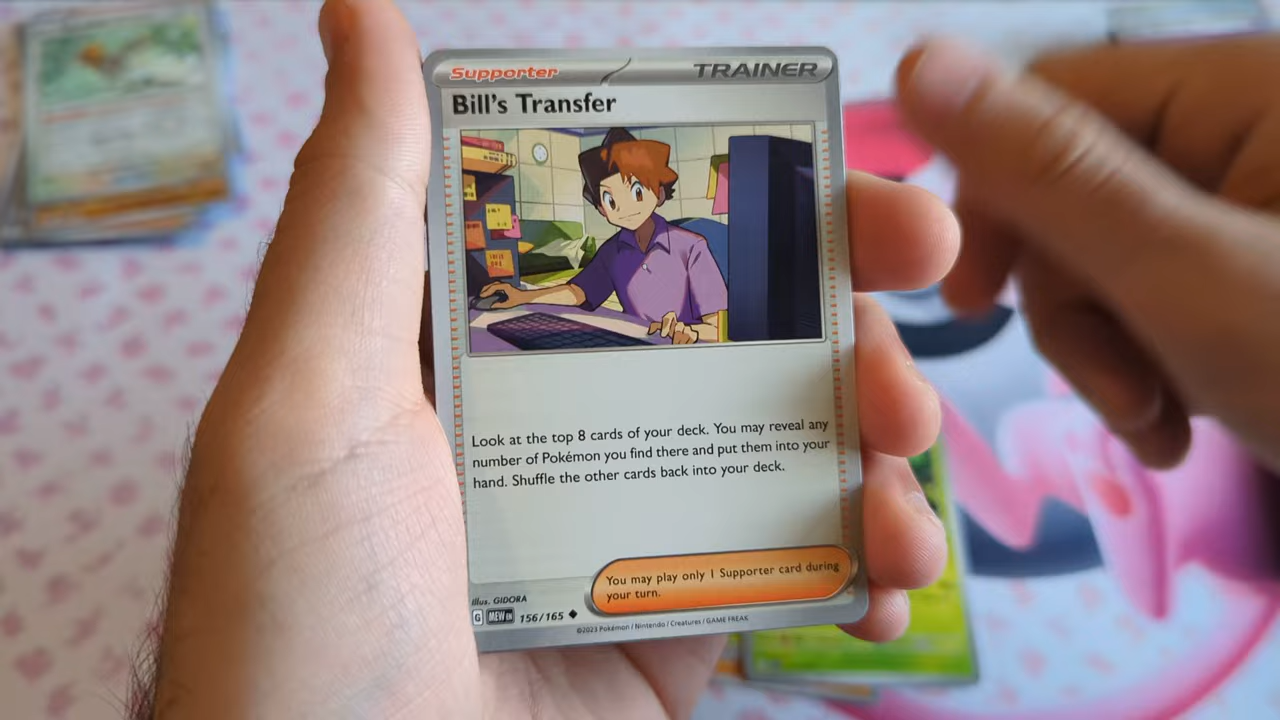 Supporter
TRAINER
Bill's Transfer
Look at the top 8 cards of your deck. You may reveal any
number of Pokémon you find there and put them into your
hand. Shuffle the other cards back into your deck.
You may play only 1 Supporter card during
your turn.
Illus. GIDORA
G MEW EN 156/165
©2023 Pokémon / Nintendo / Creatures / GAME FREAK